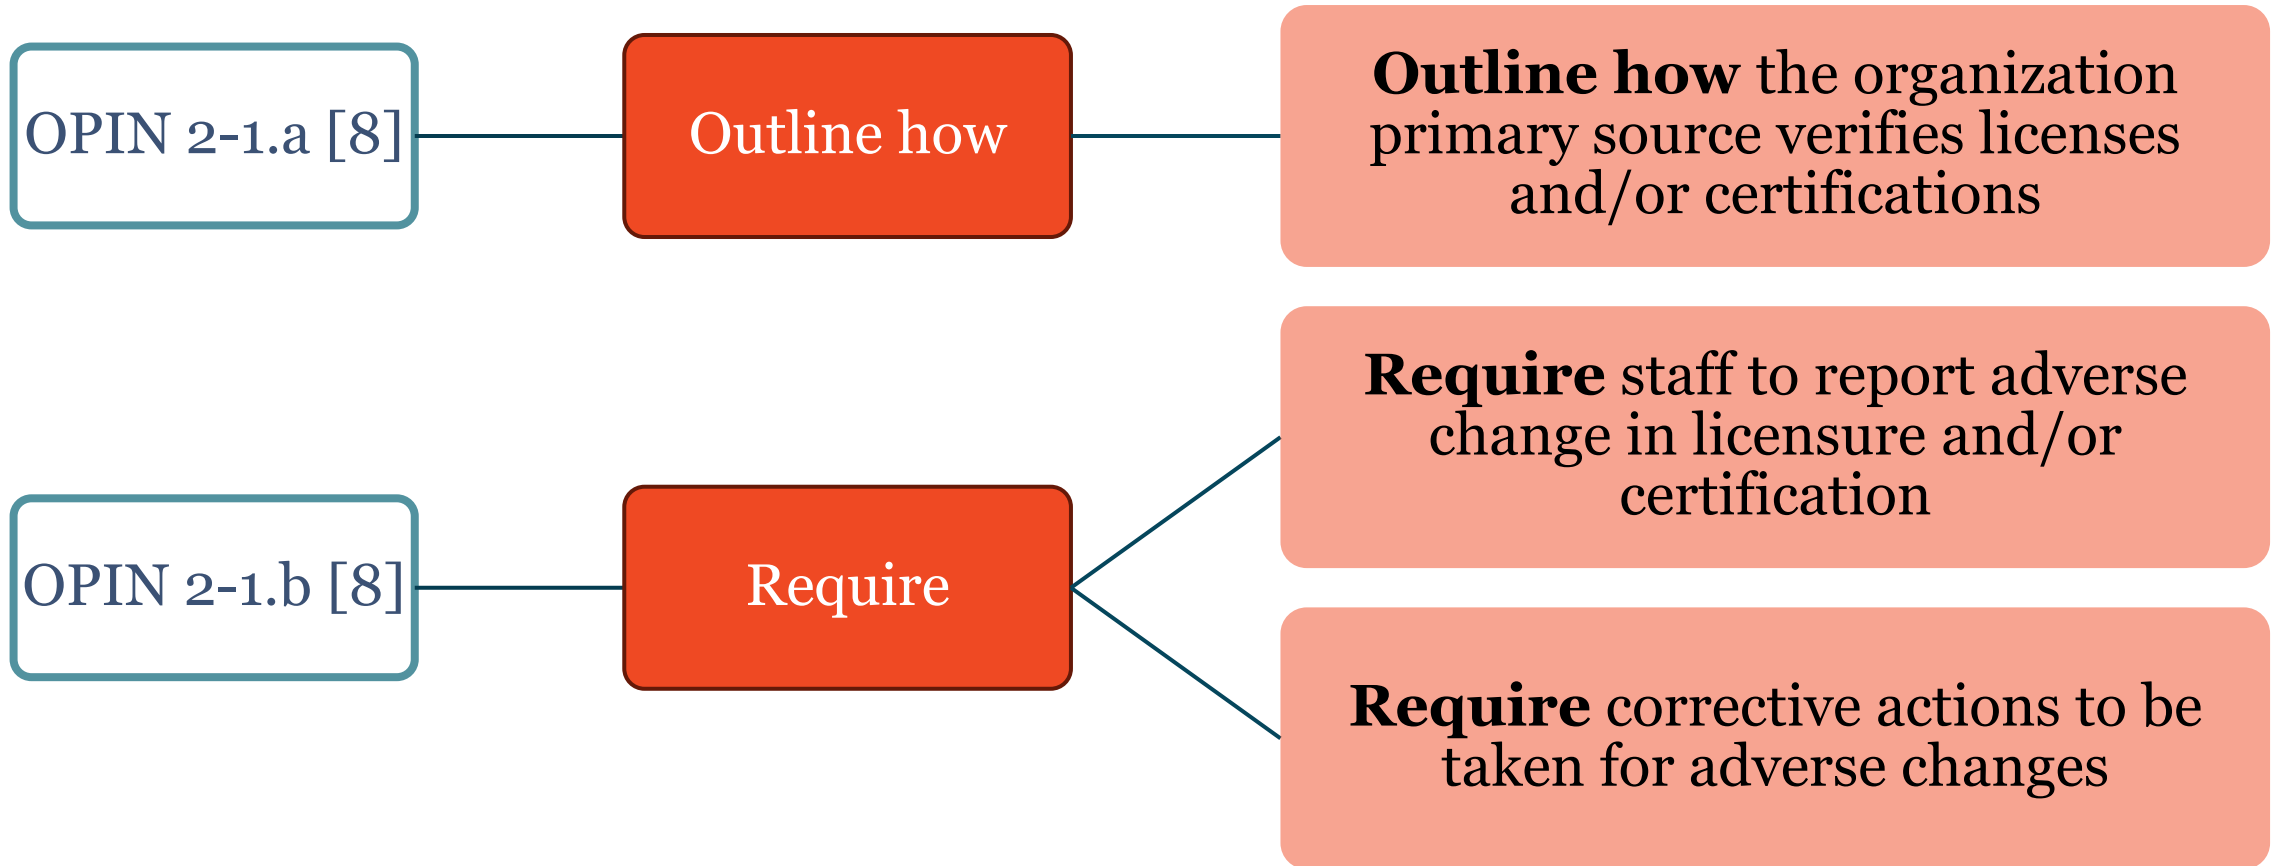 OPIN 2-1.a [8]
Outline how
Outline how the organization
primary source verifies licenses
and/or certifications
OPIN 2-1.b [8]
Require
Require staff to report adverse
change in licensure and/or
certification
Require corrective actions to be
taken for adverse changes